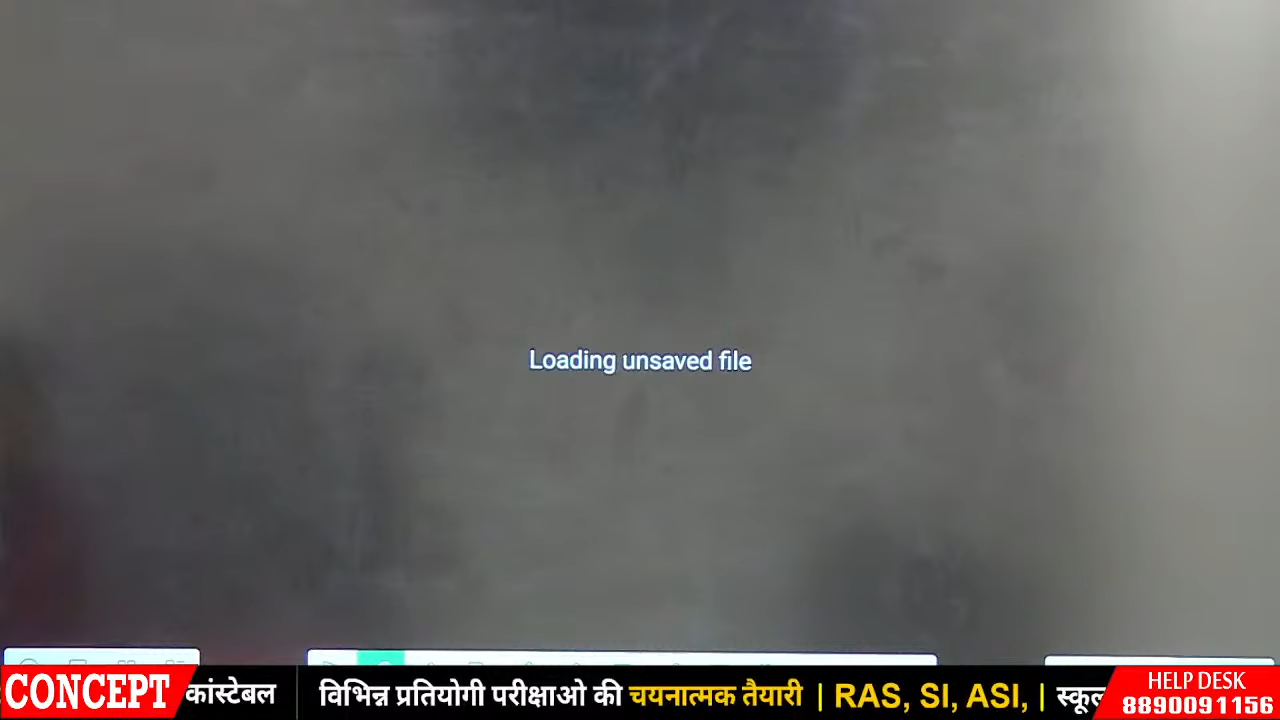 Loading unsaved file
CONCEPT
कांस्टेबल
विभिन्न प्रतियोगी परीक्षाओ की चयनात्मक तैयारी | RAS, SI, ASI, | स्कूल
HELP DESK
8890091156